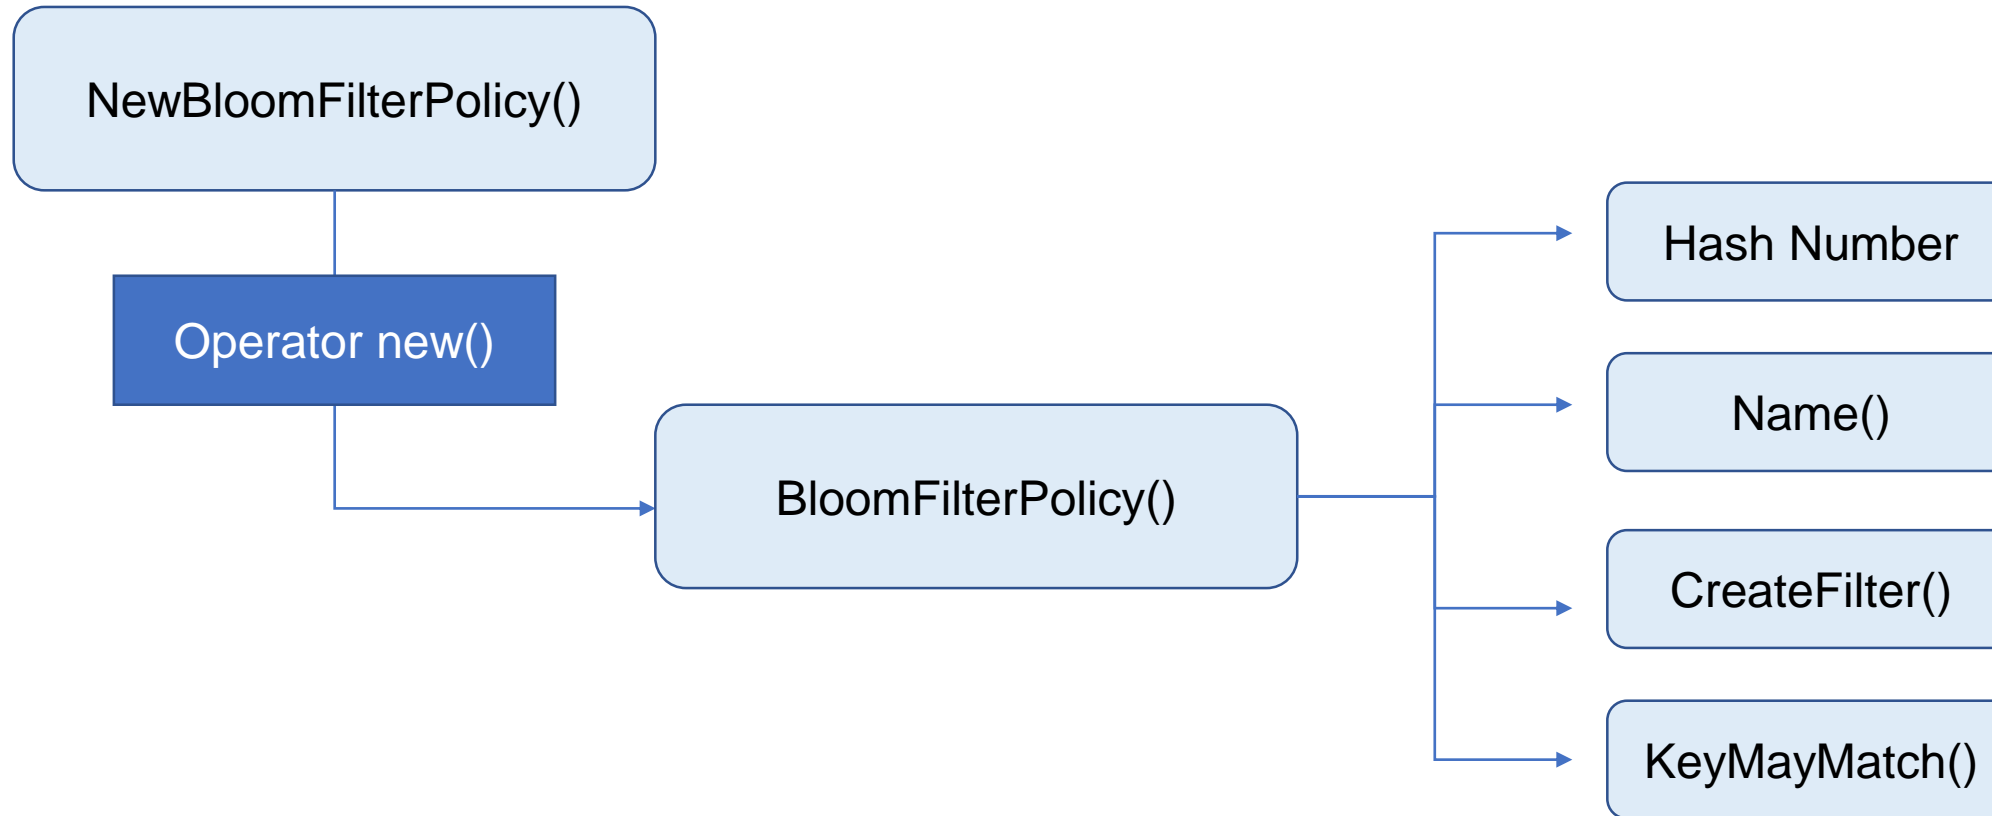 NewBloomFilterPolicy()
Operator new()
BloomFilterPolicy()
Hash Number
Name()
CreateFilter()
KeyMayMatch()